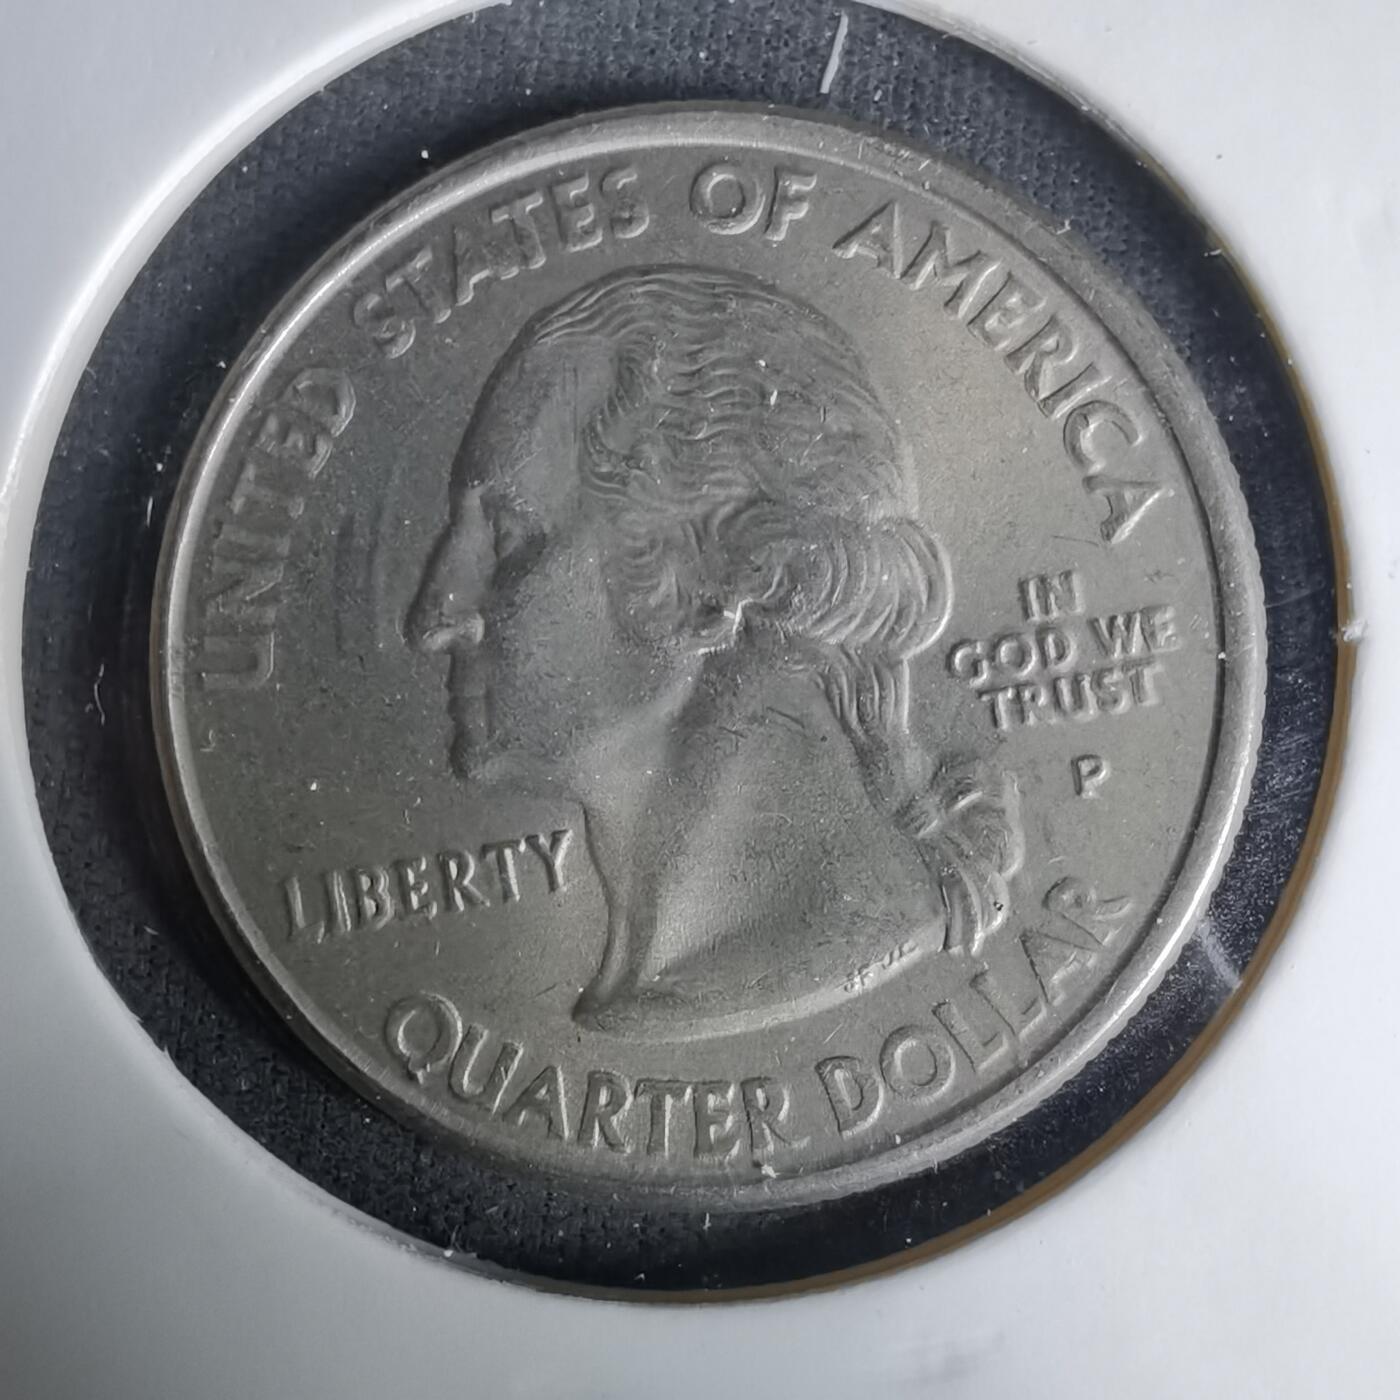 UNITED STATES OF AMERICA
IN
GOD WE
TRUST
P
LIBERTY
QUARTER DOLLAR